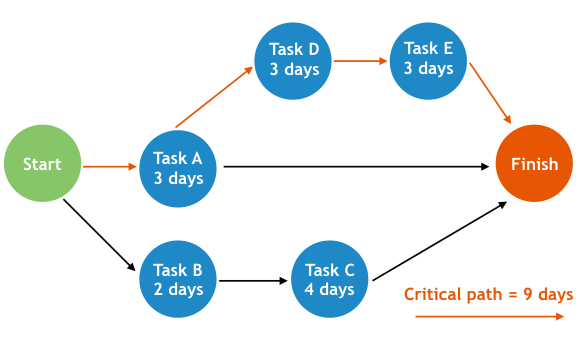 Task D
3 days
Task E
3 days
Start
Task A
3 days
Finish
Task B
2 days
Task C
4 days
Critical path = 9 days